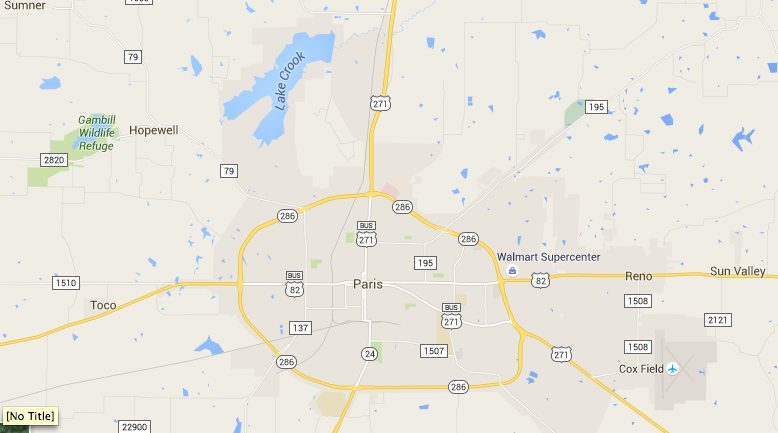 Sumner
79
271
Lake Crook
195
Gambill
Wildlife
Refuge
Hopewell
2820
79
286
286
BUS
271
286
195
Walmart Supercenter
1510
BUS
82
Paris
82
Reno
Sun Valley
Toco
1508
BUS
271
2121
137
286
24
1507
271
1508
Cox Field
286
[No Title]
22900